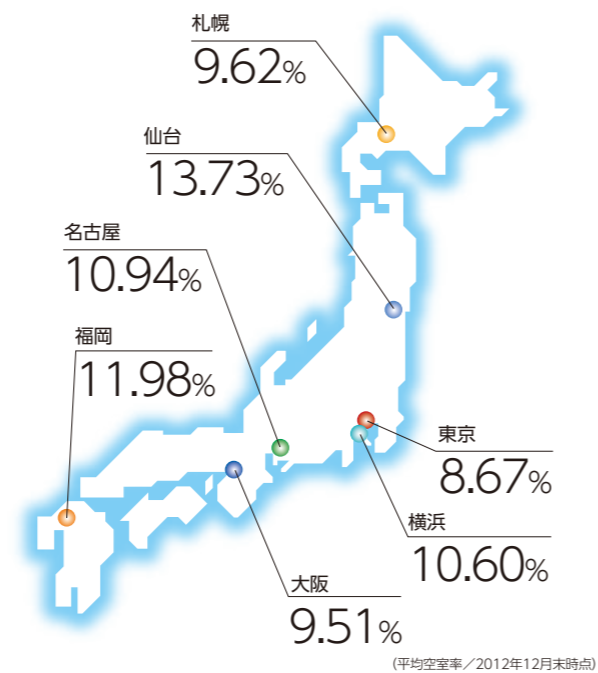 札幌
9.62%
仙台
13.73%
名古屋
10.94%
福岡
11.98%
東京
8.67%
横浜
10.60%
大阪
9.51%
(平均空室率／2012年12月末時点)